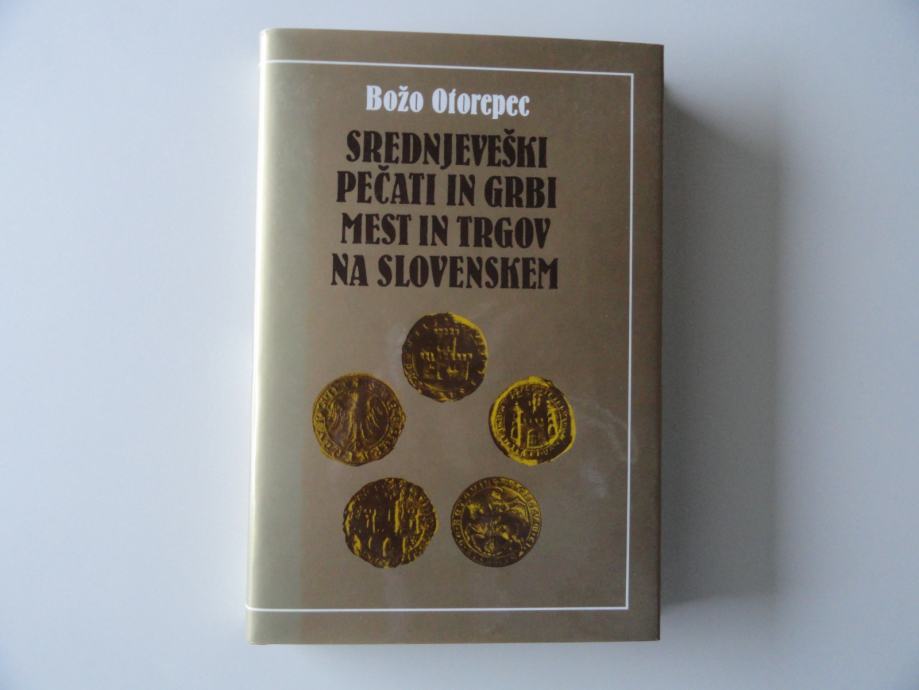 Božo Otorepec
SREDNJEVEŠKI
PEČATI IN GRBI
MEST IN TRGOV
NA SLOVENSKEM